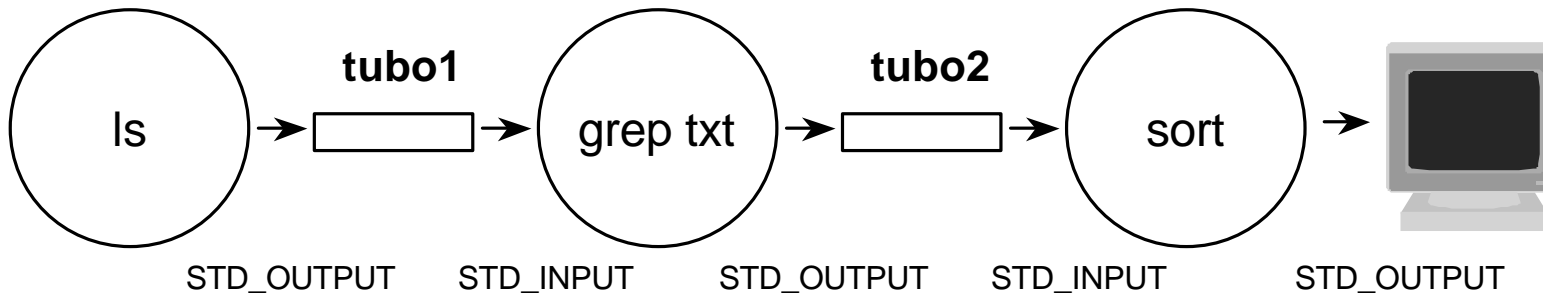 tubo1 tubo2
ls grep txt sort
STD_OUTPUT STD_INPUT STD_OUTPUT STD_INPUT STD_OUTPUT